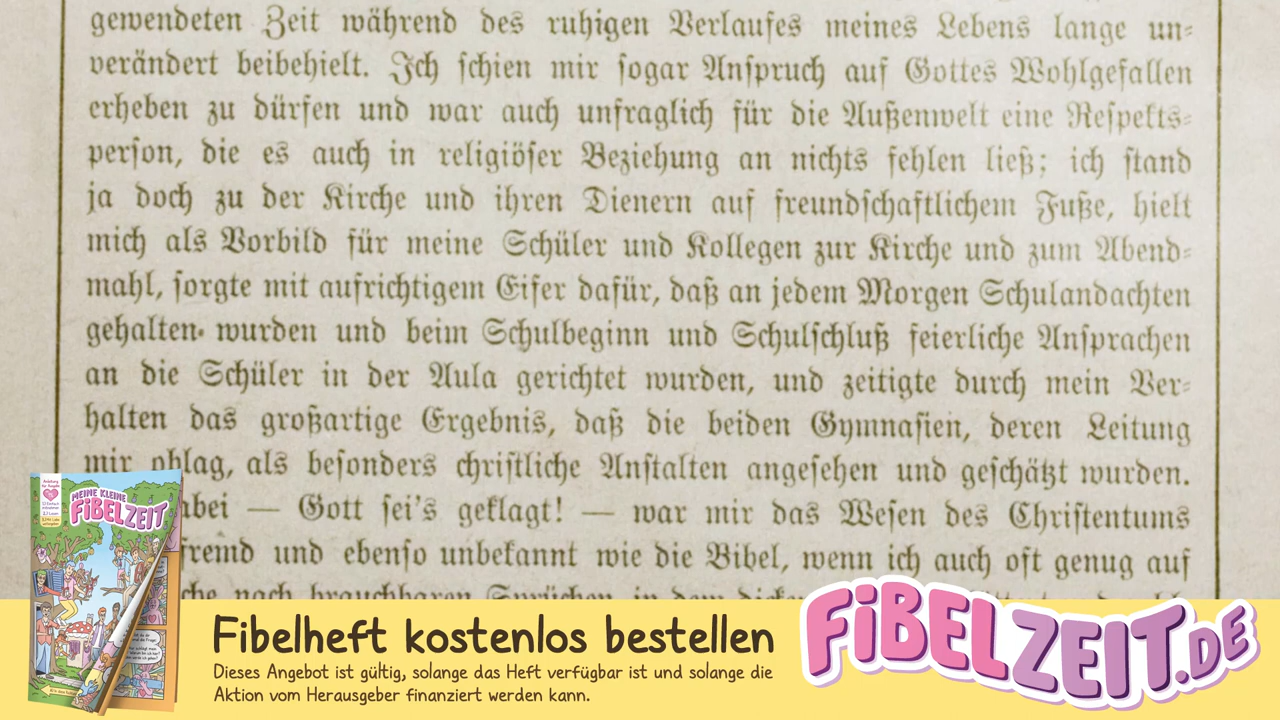 gewendeten Zeit während des ruhigen Verlaufes meines Lebens lange un-
verändert beibehielt. Ich schien mir sogar Anspruch auf Gottes Wohlgefallen
erheben zu dürfen und war auch unfraglich für die Außenwelt eine Respekts-
person, die es auch in religiöser Beziehung an nichts fehlen ließ; ich stand
ja doch zu der Kirche und ihren Dienern auf freundschaftlichem Fuße, hielt
mich als Vorbild für meine Schüler und Kollegen zur Kirche und zum Abend-
mahl, sorgte mit aufrichtigem Eifer dafür, daß an jedem Morgen Schulandachten
gehalten wurden und beim Schulbeginn und Schulschluß feierliche Ansprachen
an die Schüler in der Aula gerichtet wurden, und zeitigte durch mein Ver-
halten das großartige Ergebnis, daß die beiden Gymnasien, deren Leitung
mir oblag, als besonders christliche Anstalten angesehen und geschätzt wurden.
abei — Gott sei's geklagt! — war mir das Wesen des Christentums
fremd und ebenso unbekannt wie die Bibel, wenn ich auch oft genug auf
che nach brauchbaren Sprüchen in dem
MEINE KLEINE
FiBELZEIT
Fibelheft kostenlos bestellen
Dieses Angebot ist gültig, solange das Heft verfügbar ist und solange die
Aktion vom Herausgeber finanziert werden kann.
FiBELZEIT.DE